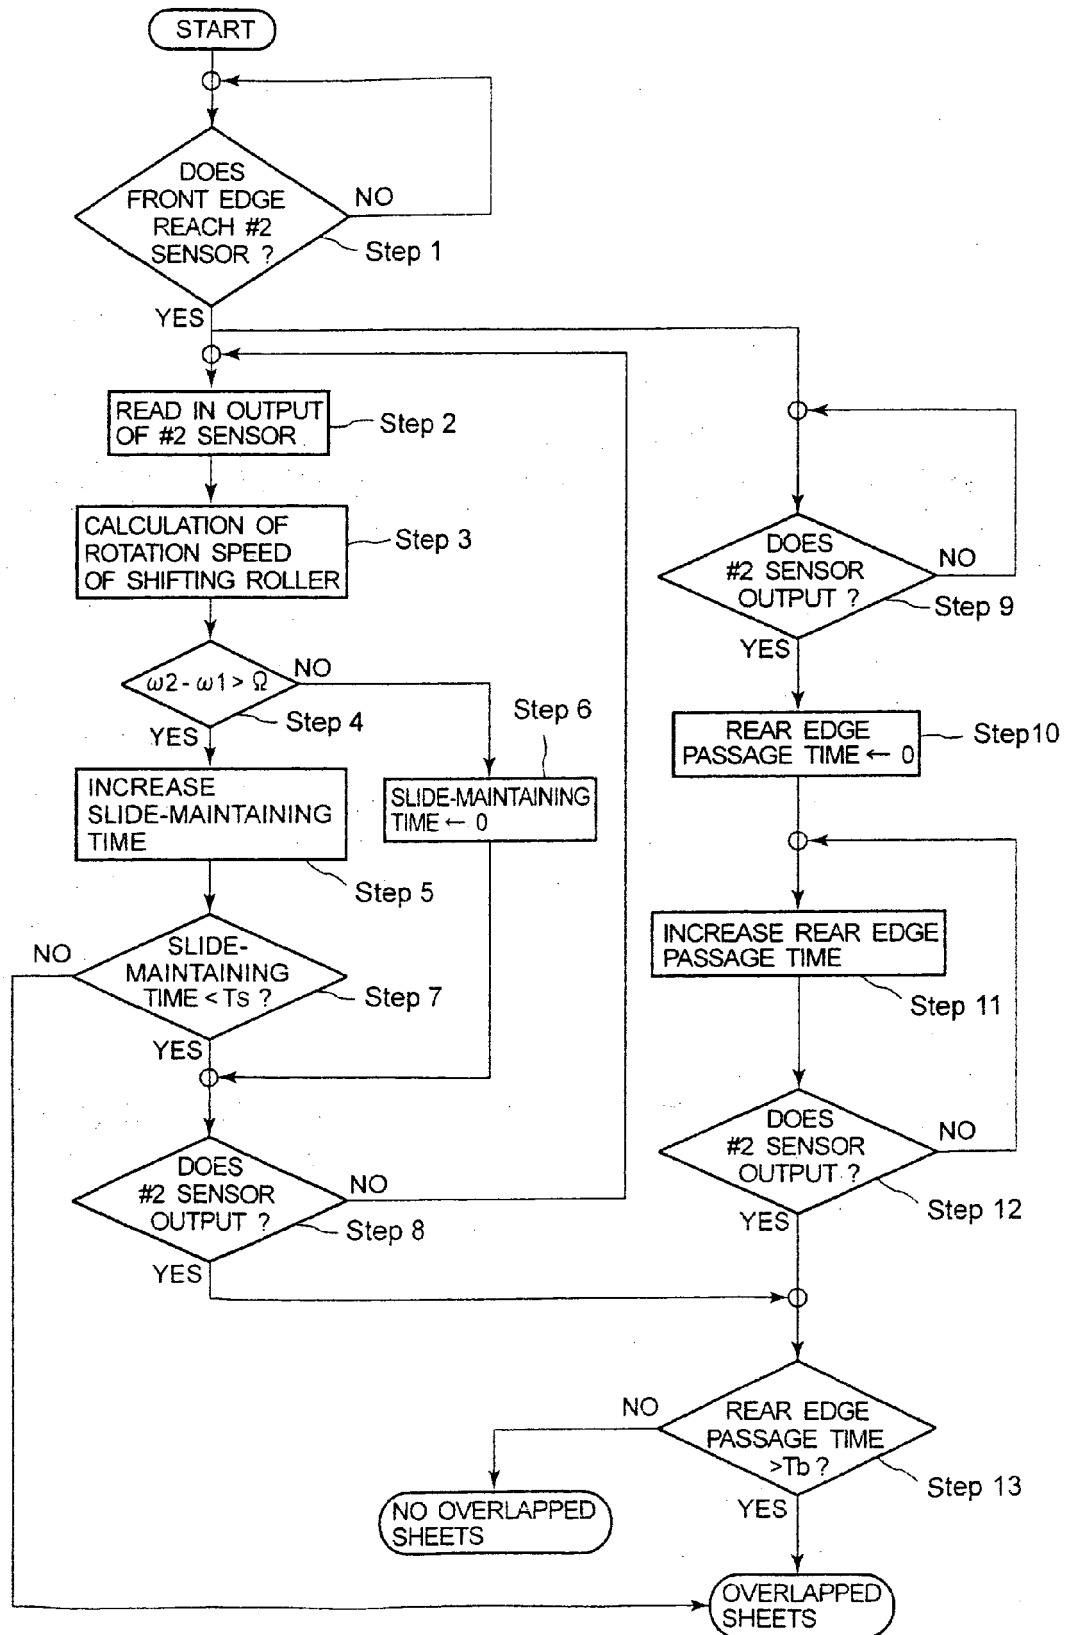 START
DOES
FRONT EDGE
REACH #2
SENSOR ?
NO
Step 1
YES
READ IN OUTPUT
OF #2 SENSOR
Step 2
CALCULATION OF
ROTATION SPEED
OF SHIFTING ROLLER
Step 3
ω2 - ω1 > Ω
NO
Step 4
YES
INCREASE
SLIDE-MAINTAINING
TIME
Step 5
Step 6
SLIDE-MAINTAINING
TIME ← 0
NO
SLIDE-
MAINTAINING
TIME < Ts ?
Step 7
YES
DOES
#2 SENSOR
OUTPUT ?
NO
Step 8
YES
DOES
#2 SENSOR
OUTPUT ?
NO
Step 9
YES
REAR EDGE
PASSAGE TIME ← 0
Step10
INCREASE REAR EDGE
PASSAGE TIME
Step 11
DOES
#2 SENSOR
OUTPUT ?
NO
Step 12
YES
NO
REAR EDGE
PASSAGE TIME
>Tb ?
Step 13
YES
NO OVERLAPPED
SHEETS
OVERLAPPED
SHEETS